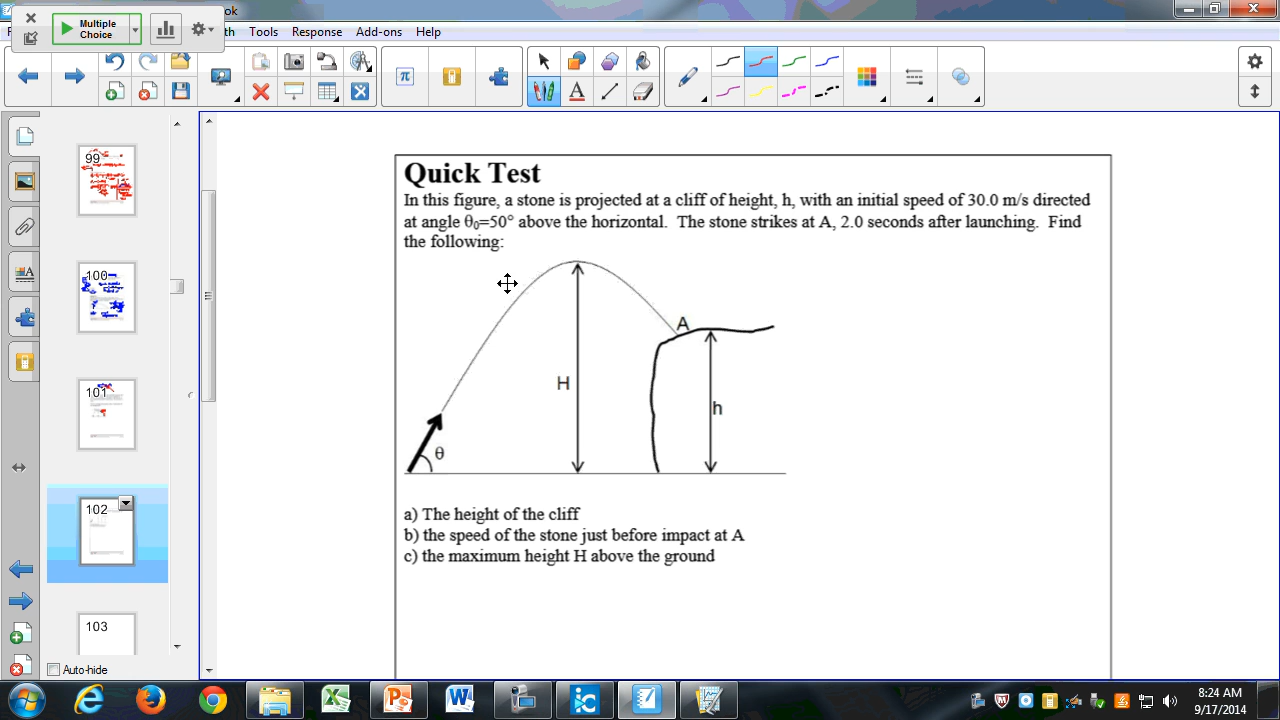 ok
Multiple
Choice
th Tools Response Add-ons Help
π
A
99
100
101
102
103
Auto-hide
Quick Test
In this figure, a stone is projected at a cliff of height, h, with an initial speed of 30.0 m/s directed
at angle θ₀=50° above the horizontal. The stone strikes at A, 2.0 seconds after launching. Find
the following:
A
H
h
θ
a) The height of the cliff
b) the speed of the stone just before impact at A
c) the maximum height H above the ground
8:24 AM
9/17/2014